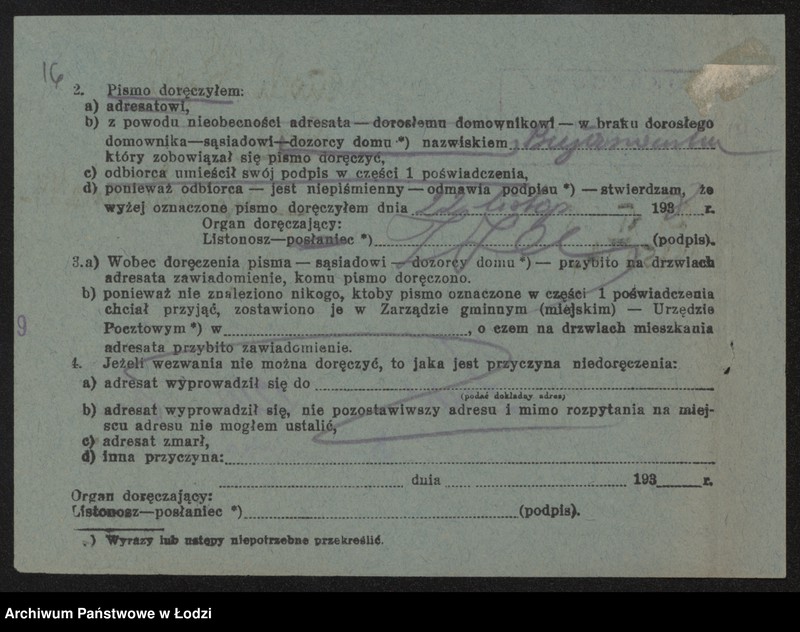 16
2. Pismo doręczyłem:
a) adresatowi,
b) z powodu nieobecności adresata — dorosłemu domownikowi — w braku dorosłego
domownika—sąsiadowi—dozorcy domu *) nazwiskiem
który zobowiązał się pismo doręczyć,
c) odbiorca umieścił swój podpis w części 1 poświadczenia,
d) ponieważ odbiorca — jest niepiśmienny — odmawia podpisu *) — stwierdzam, że
wyżej oznaczone pismo doręczyłem dnia 22 listop 193 r.
Organ doręczający:
Listonosz—posłaniec *) (podpis).
3. a) Wobec doręczenia pisma — sąsiadowi — dozorcy domu *) — przybito na drzwiach
adresata zawiadomienie, komu pismo doręczono.
b) ponieważ nie znaleziono nikogo, ktoby pismo oznaczone w części 1 poświadczenia
chciał przyjąć, zostawiono je w Zarządzie gminnym (miejskim) — Urzędzie
9
Pocztowym *) w , o czem na drzwiach mieszkania
adresata przybito zawiadomienie.
4. Jeżeli wezwania nie można doręczyć, to jaka jest przyczyna niedoręczenia:
a) adresat wyprowadził się do
(podać dokładny adres)
b) adresat wyprowadził się, nie pozostawiwszy adresu i mimo rozpytania na miej-
scu adresu nie mogłem ustalić,
c) adresat zmarł,
d) inna przyczyna:
dnia 193 r.
Organ doręczający:
Listonosz—posłaniec *) (podpis).
*) Wyrazy lub ustępy niepotrzebne przekreślić.
Archiwum Państwowe w Łodzi